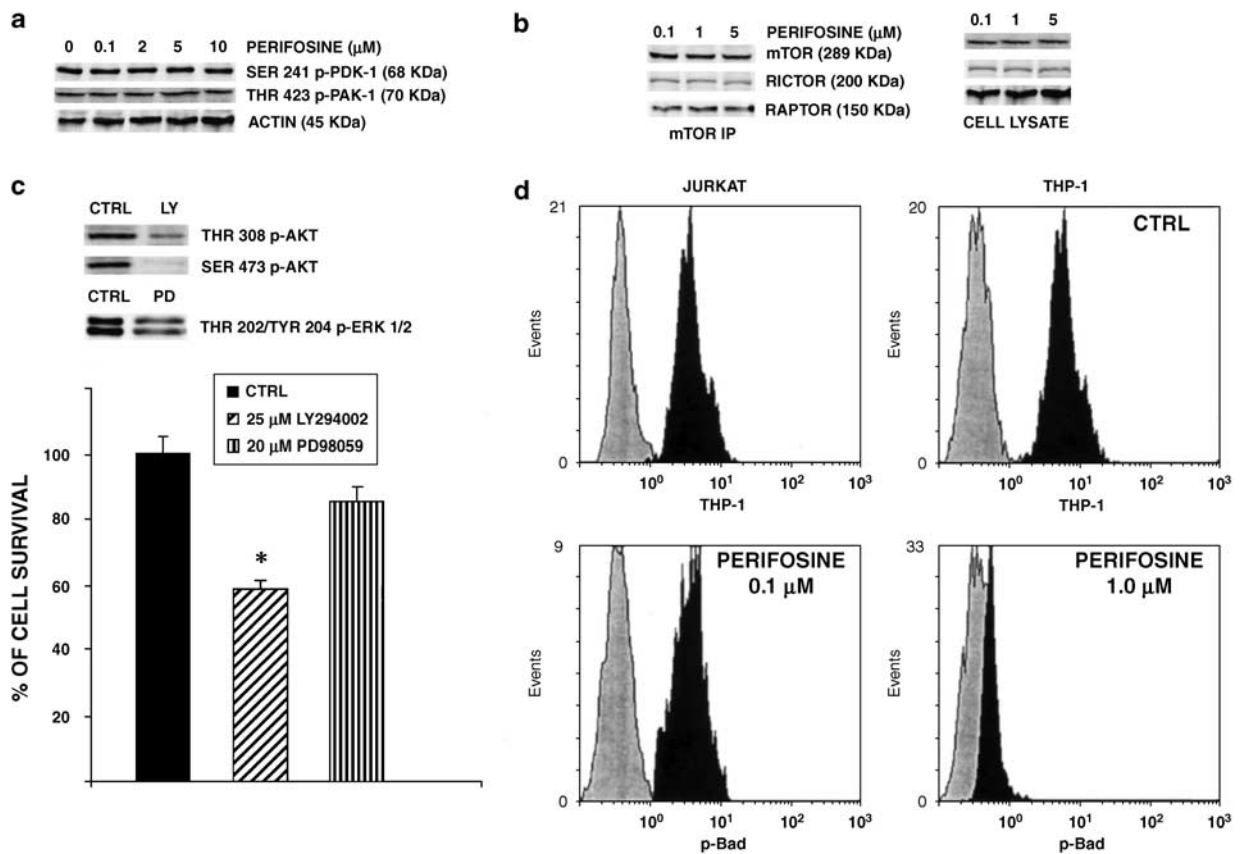 a
0 0.1 2 5 10 PERIFOSINE (μM)
SER 241 p-PDK-1 (68 KDa)
THR 423 p-PAK-1 (70 KDa)
ACTIN (45 KDa)
b
0.1 1 5 PERIFOSINE (μM) 0.1 1 5
mTOR (289 KDa)
RICTOR (200 KDa)
RAPTOR (150 KDa)
mTOR IP
CELL LYSATE
c
CTRL LY
THR 308 p-AKT
SER 473 p-AKT
CTRL PD
THR 202/TYR 204 p-ERK 1/2
CTRL
25 μM LY294002
20 μM PD98059
% OF CELL SURVIVAL
100
80
60
40
20
*
d
JURKAT
21
Events
0
10⁰ 10¹ 10² 10³
THP-1
20
CTRL
Events
0
10⁰ 10¹ 10² 10³
THP-1
9
PERIFOSINE
0.1 μM
Events
0
10⁰ 10¹ 10² 10³
p-Bad
THP-1
33
PERIFOSINE
1.0 μM
Events
0
10⁰ 10¹ 10² 10³
p-Bad